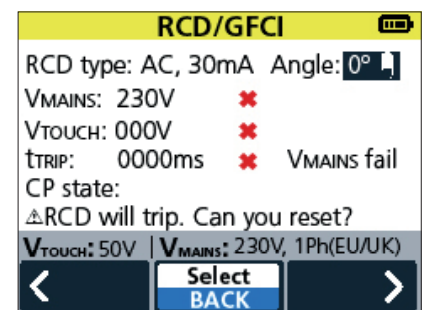 RCD/GFCI
RCD type: AC, 30mA Angle: 0°
VMAINS: 230V ✖
VTOUCH: 000V ✖
tTRIP: 0000ms ✖ VMAINS fail
CP state:
⚠RCD will trip. Can you reset?
VTOUCH: 50V | VMAINS: 230V, 1Ph(EU/UK)
< Select >
BACK